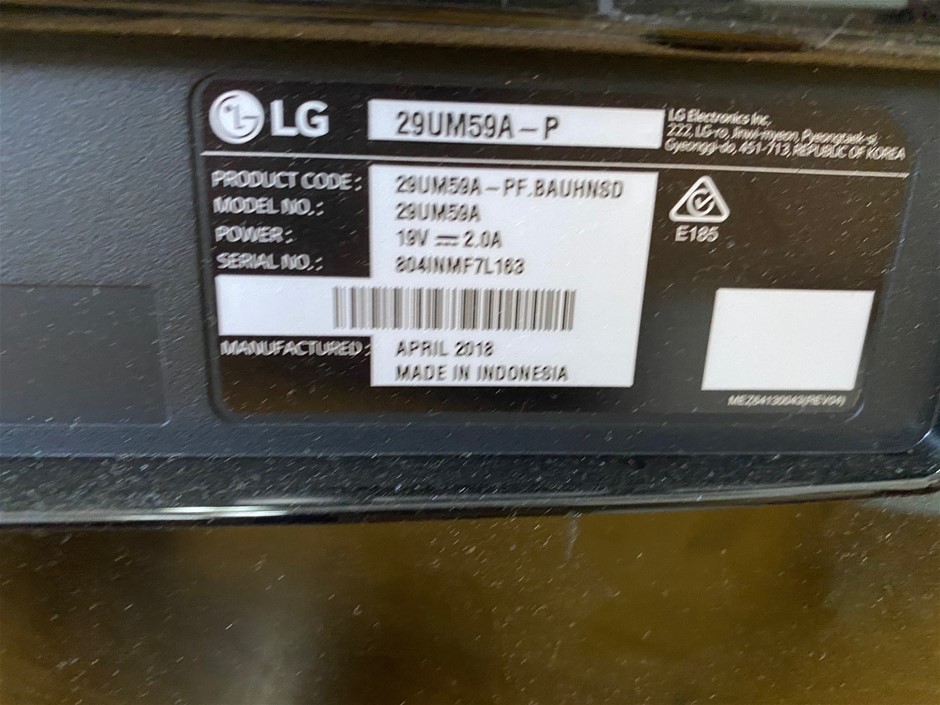 LG 29UM59A-P
LG Electronics Inc.
222, LG-ro, Jinwi-myeon, Pyeongtaek-si,
Gyeonggi-do, 451-713, REPUBLIC OF KOREA
PRODUCT CODE : 29UM59A-PF.BAUHNSD
MODEL NO. : 29UM59A
POWER : 19V ⎓ 2.0A
SERIAL NO. : 804INMF7L163
E185
MANUFACTURED : APRIL 2018
MADE IN INDONESIA